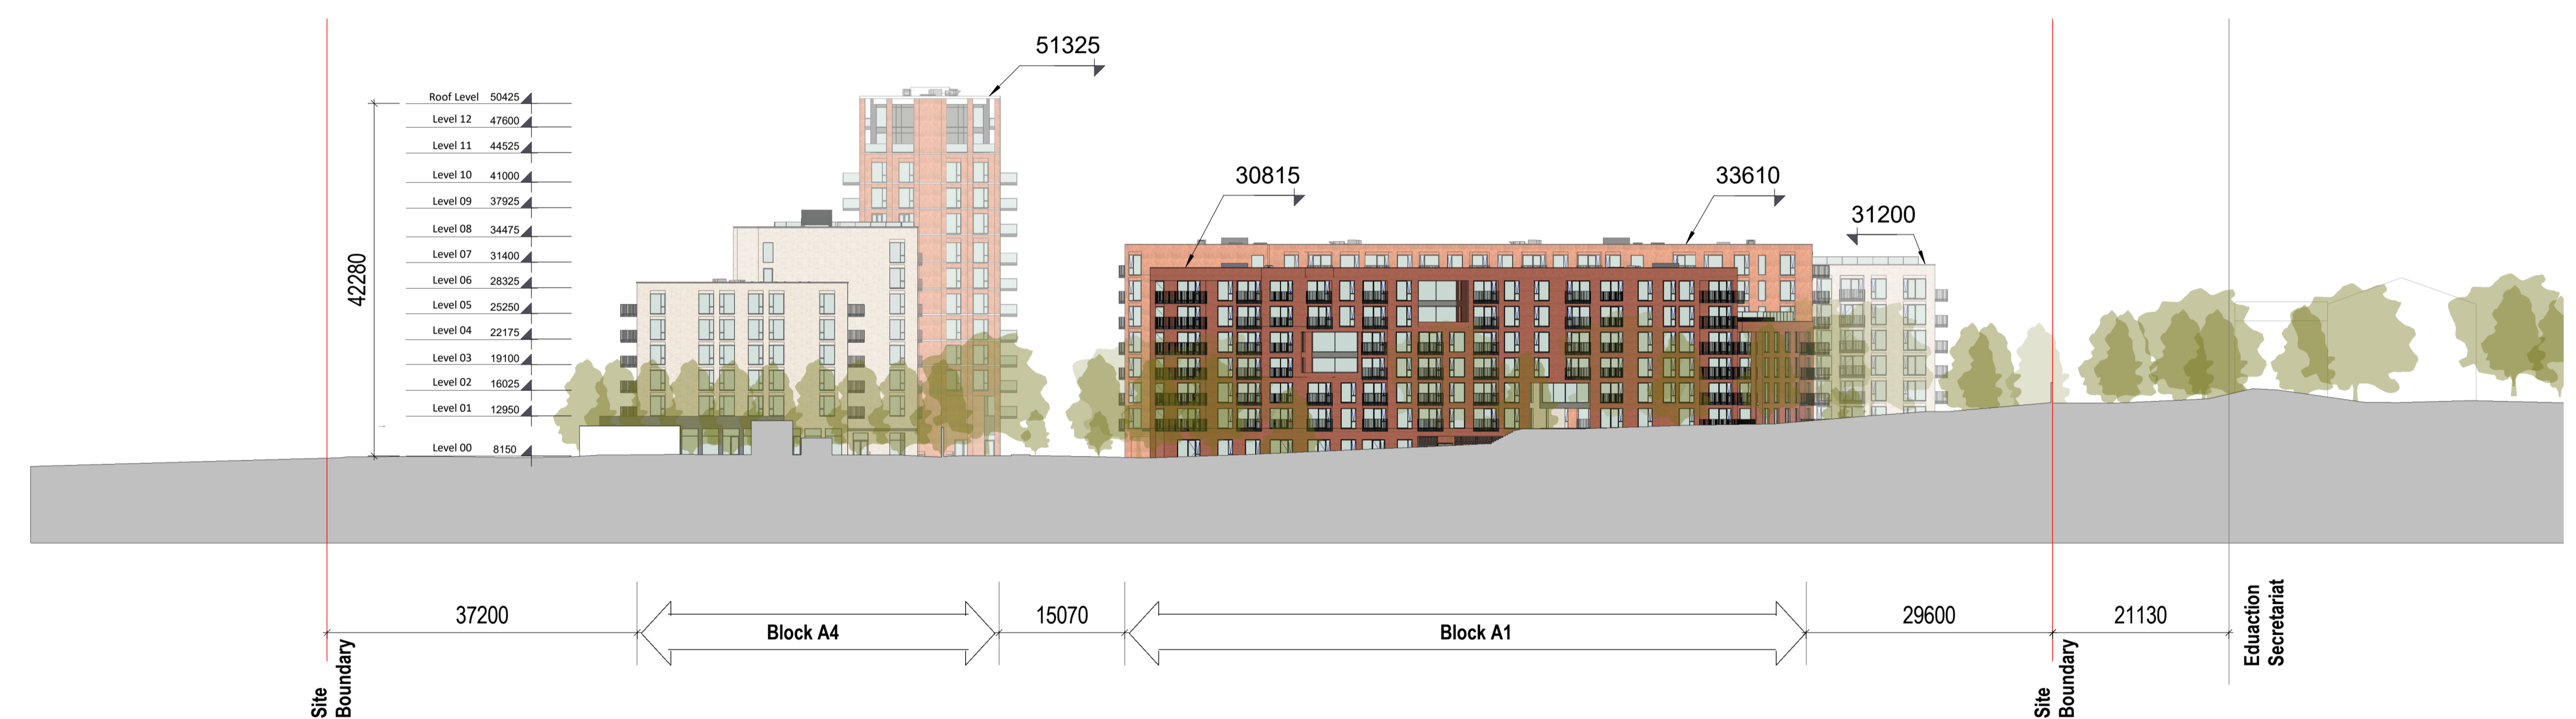 51325
Roof Level 50425
Level 12 47600
Level 11 44525
Level 10 41000
Level 09 37925
Level 08 34475
Level 07 31400
Level 06 28325
Level 05 25250
Level 04 22175
Level 03 19100
Level 02 16025
Level 01 12950
Level 00 8150
42280
30815
33610
31200
37200
Block A4
15070
Block A1
29600
21130
Site
Boundary
Site
Boundary
Eduaction
Secretariat